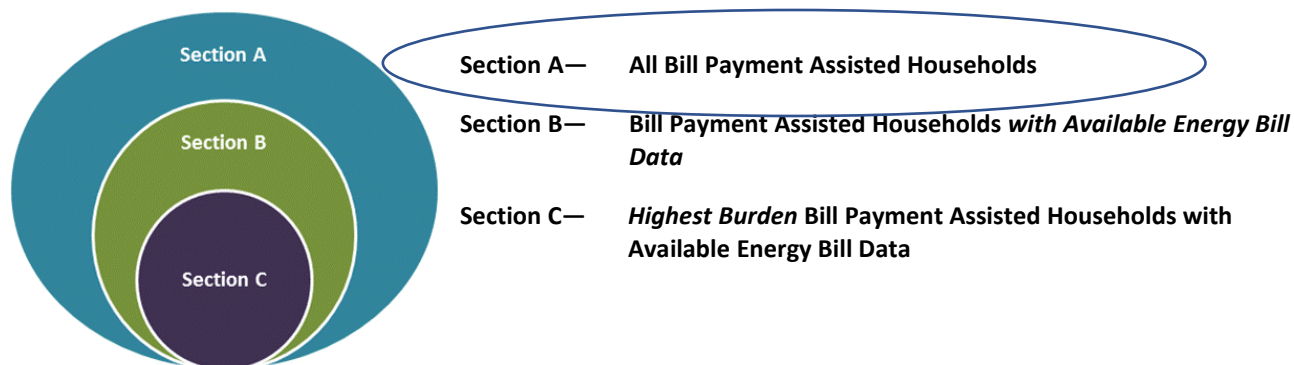 Section A
Section B
Section C
Section A— All Bill Payment Assisted Households
Section B— Bill Payment Assisted Households with Available Energy Bill
Data
Section C— Highest Burden Bill Payment Assisted Households with
Available Energy Bill Data